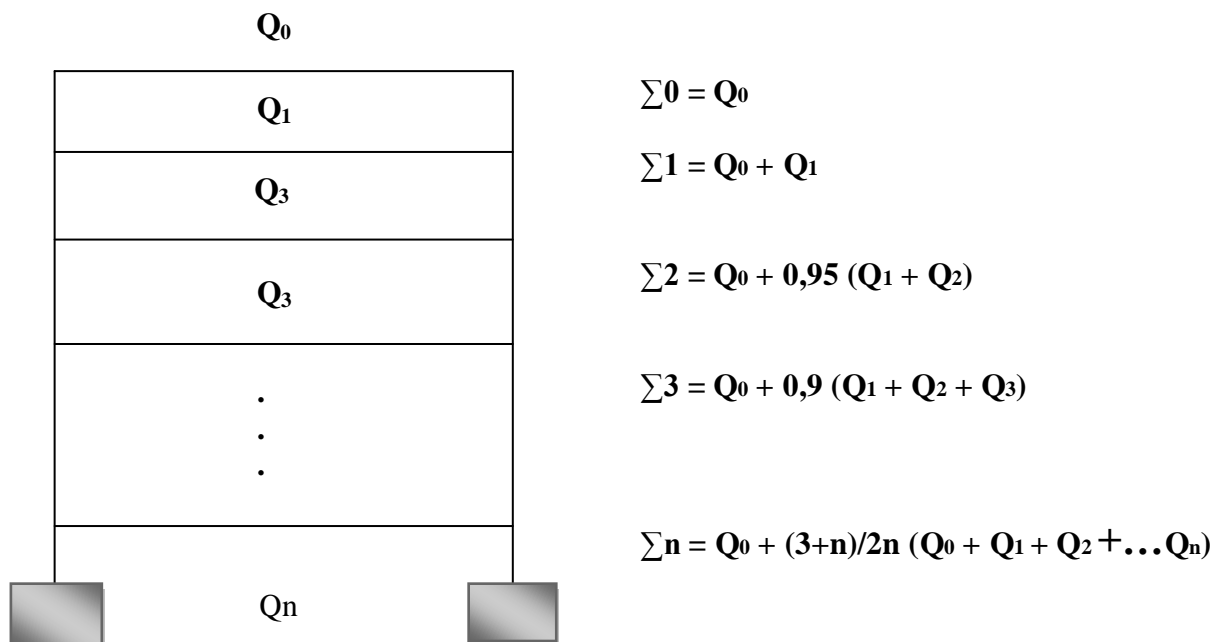 Q₀
Q₁
Q₃
Q₃
.
.
.
Qn
∑0 = Q₀
∑1 = Q₀ + Q₁
∑2 = Q₀ + 0,95 (Q₁ + Q₂)
∑3 = Q₀ + 0,9 (Q₁ + Q₂ + Q₃)
∑n = Q₀ + (3+n)/2n (Q₀ + Q₁ + Q₂ +…Qₙ)